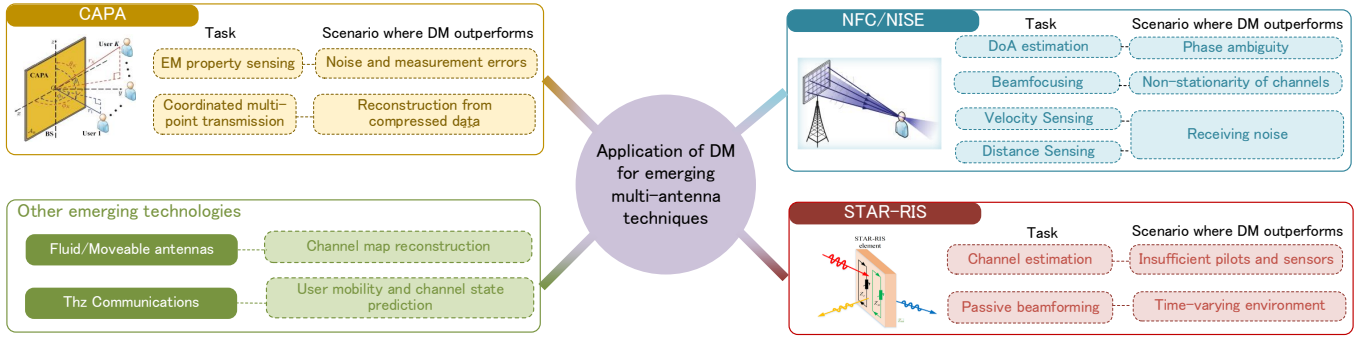 CAPA
Task
Scenario where DM outperforms
User K
CAPA
BS
User 1
EM property sensing
Noise and measurement errors
Coordinated multi-
point transmission
Reconstruction from
compressed data
NFC/NISE
Task
Scenario where DM outperforms
DoA estimation
Phase ambiguity
Beamfocusing
Non-stationarity of channels
Velocity Sensing
Distance Sensing
Receiving noise
Application of DM
for emerging
multi-antenna
techniques
Other emerging technologies
Fluid/Moveable antennas
Channel map reconstruction
Thz Communications
User mobility and channel state
prediction
STAR-RIS
Task
Scenario where DM outperforms
STAR-RIS
element
Channel estimation
Insufficient pilots and sensors
Passive beamforming
Time-varying environment